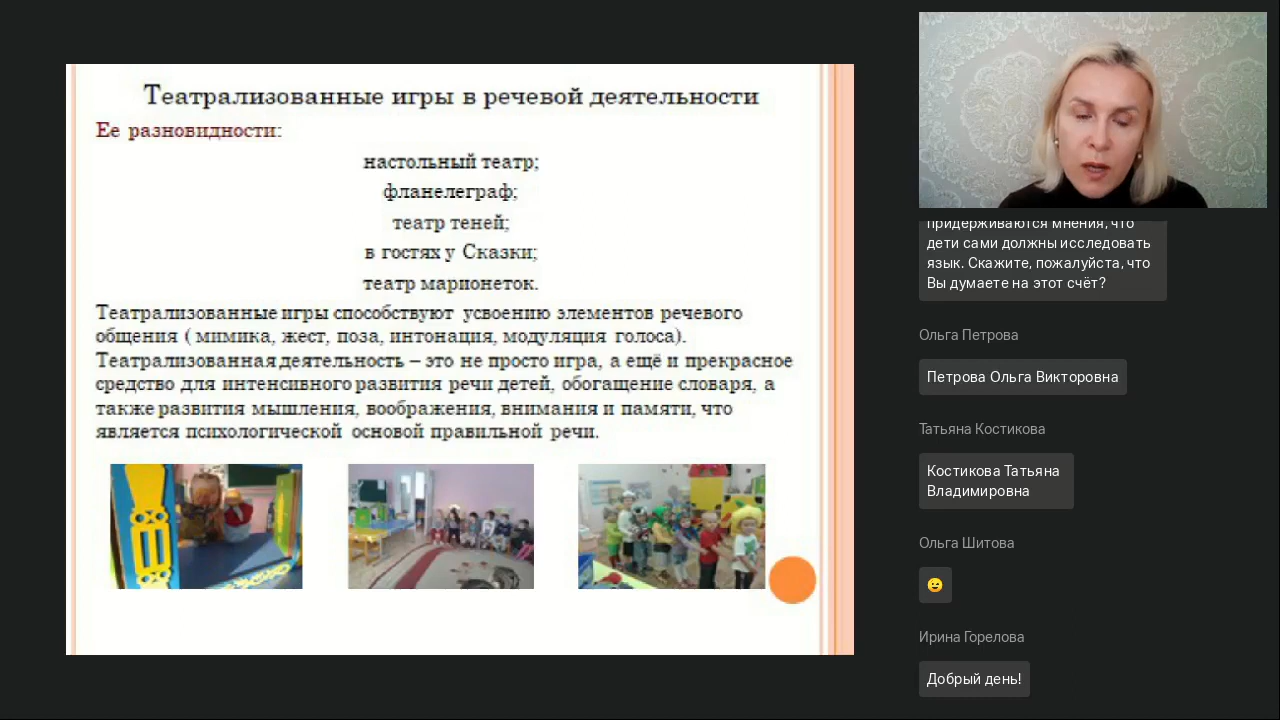 Театрализованные игры в речевой деятельности
Ее разновидности:
настольный театр;
фланелеграф;
театр теней;
в гостях у Сказки;
театр марионеток.
Театрализованные игры способствуют усвоению элементов речевого
общения ( мимика, жест, поза, интонация, модуляция голоса).
Театрализованная деятельность – это не просто игра, а ещё и прекрасное
средство для интенсивного развития речи детей, обогащение словаря, а
также развития мышления, воображения, внимания и памяти, что
является психологической основой правильной речи.
придерживаются мнения, что
дети сами должны исследовать
язык. Скажите, пожалуйста, что
Вы думаете на этот счёт?
Ольга Петрова
Петрова Ольга Викторовна
Татьяна Костикова
Костикова Татьяна
Владимировна
Ольга Шитова
😉
Ирина Горелова
Добрый день!